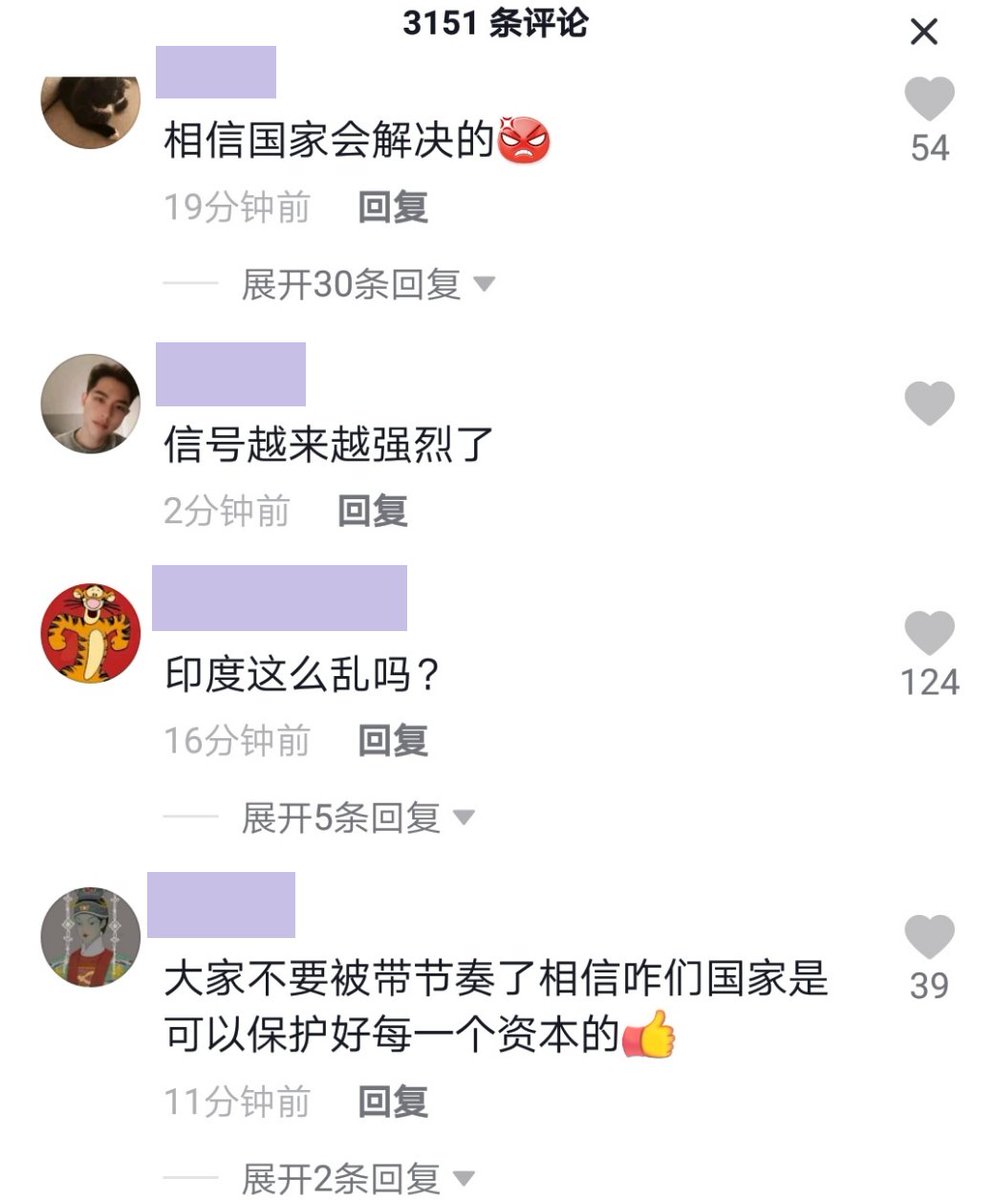 3151 条评论
相信国家会解决的
54
19分钟前 回复
展开30条回复
信号越来越强烈了
2分钟前 回复
印度这么乱吗？
124
16分钟前 回复
展开5条回复
大家不要被带节奏了相信咋们国家是
可以保护好每一个资本的
39
11分钟前 回复
展开2条回复